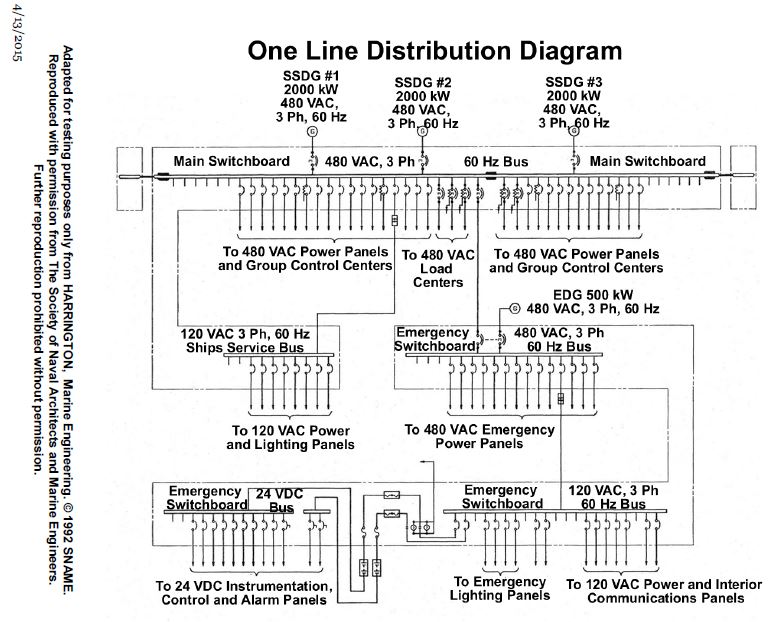 4/13/2015
Adapted for testing purposes only from HARRINGTON, Marine Engineering. © 1992 SNAME.
Reproduced with permission from The Society of Naval Architects and Marine Engineers.
Further reproduction prohibited without permission.
One Line Distribution Diagram
SSDG #1
2000 kW
480 VAC,
3 Ph, 60 Hz
G
SSDG #2
2000 kW
480 VAC,
3 Ph, 60 Hz
G
SSDG #3
2000 kW
480 VAC,
3 Ph, 60 Hz
G
Main Switchboard
480 VAC, 3 Ph
60 Hz Bus
Main Switchboard
To 480 VAC Power Panels
and Group Control Centers
To 480 VAC
Load
Centers
To 480 VAC Power Panels
and Group Control Centers
EDG 500 kW
G
480 VAC, 3 Ph, 60 Hz
120 VAC 3 Ph, 60 Hz
Ships Service Bus
Emergency
Switchboard
480 VAC, 3 Ph
60 Hz Bus
To 120 VAC Power
and Lighting Panels
To 480 VAC Emergency
Power Panels
Emergency
Switchboard
24 VDC
Bus
Emergency
Switchboard
120 VAC, 3 Ph
60 Hz Bus
To 24 VDC Instrumentation,
Control and Alarm Panels
To Emergency
Lighting Panels
To 120 VAC Power and Interior
Communications Panels